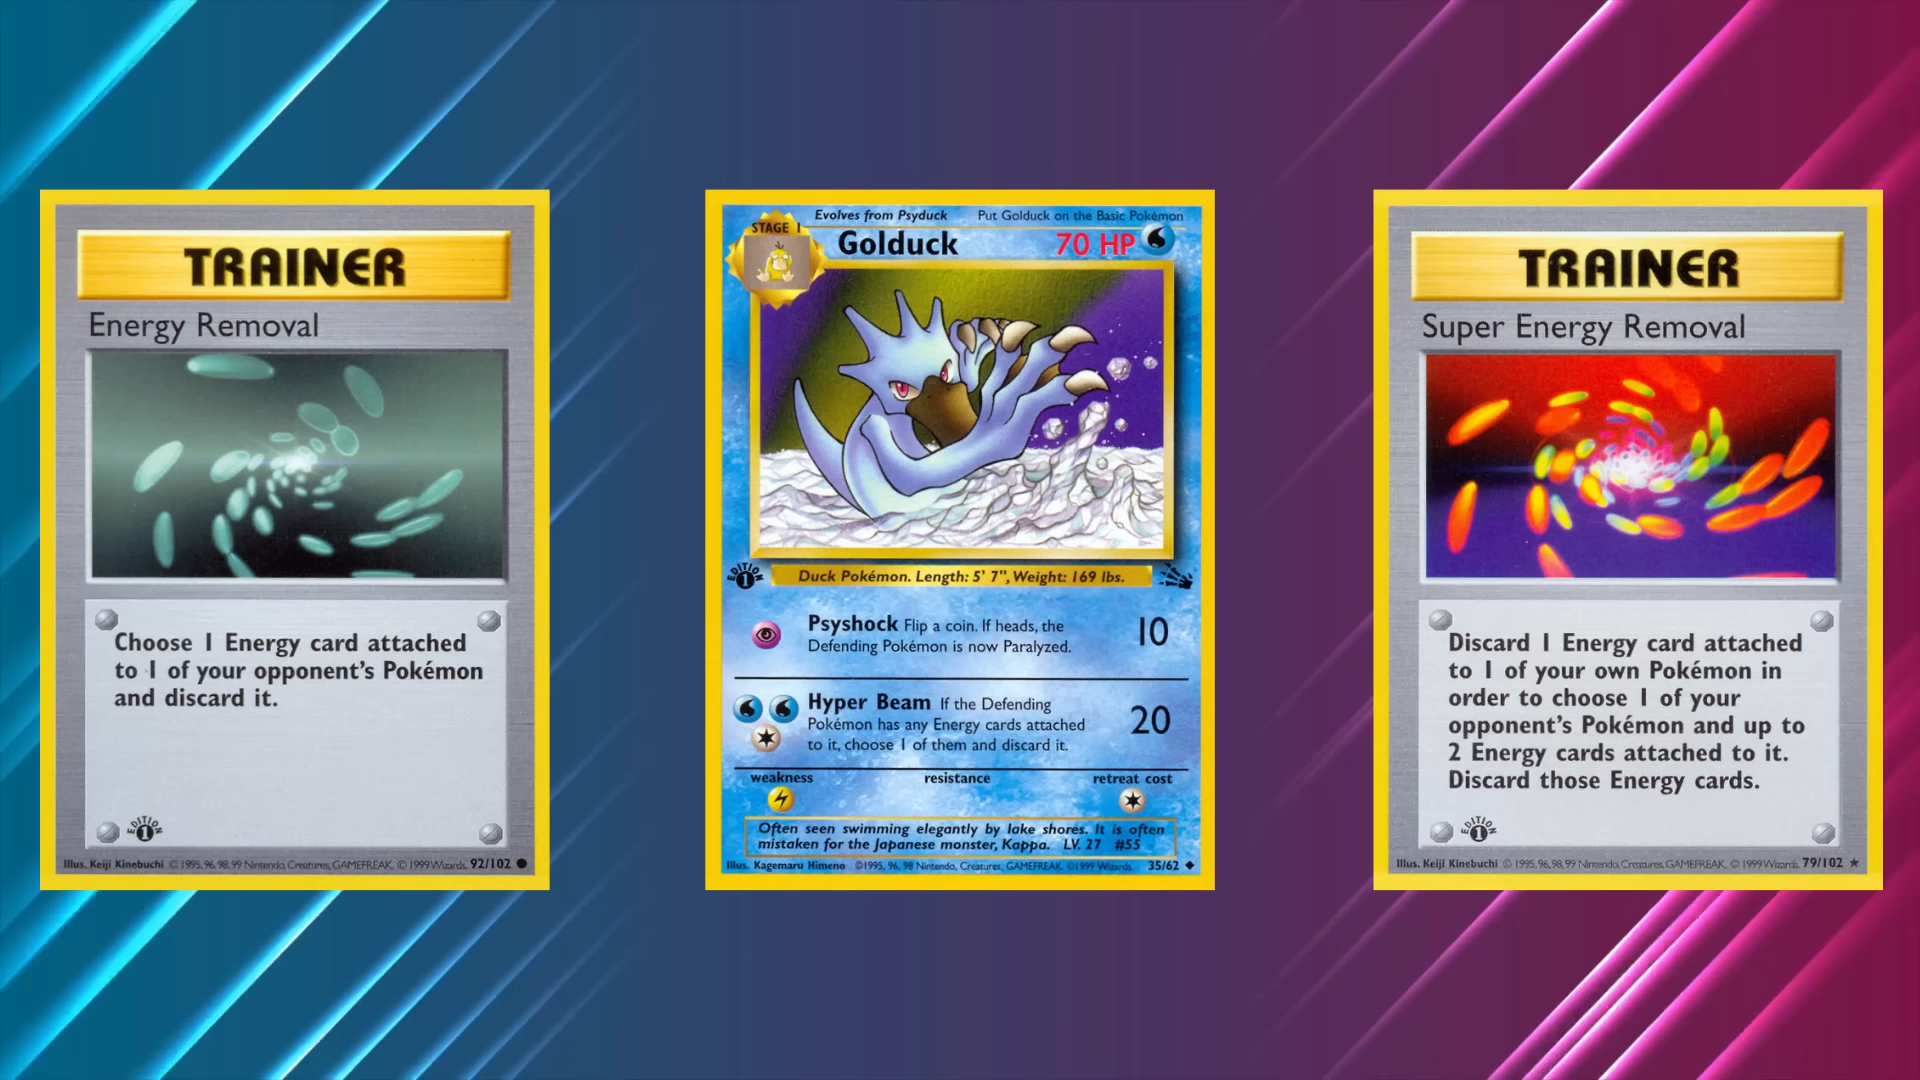 TRAINER
Energy Removal
Choose 1 Energy card attached
to 1 of your opponent's Pokémon
and discard it.
EDITION 1
Illus. Keiji Kinebuchi © 1995, 96, 98, 99 Nintendo, Creatures, GAMEFREAK. © 1999 Wizards. 92/102
Evolves from Psyduck Put Golduck on the Basic Pokémon
STAGE 1
Golduck 70 HP
EDITION 1
Duck Pokémon. Length: 5' 7", Weight: 169 lbs.
Psyshock Flip a coin. If heads, the
Defending Pokémon is now Paralyzed.
10
Hyper Beam If the Defending
Pokémon has any Energy cards attached
to it, choose 1 of them and discard it.
20
weakness resistance retreat cost
Often seen swimming elegantly by lake shores. It is often
mistaken for the Japanese monster, Kappa. LV. 27 #55
Illus. Kagemaru Himeno ©1995, 96, 98 Nintendo, Creatures, GAMEFREAK. ©1999 Wizards. 35/62
TRAINER
Super Energy Removal
Discard 1 Energy card attached
to 1 of your own Pokémon in
order to choose 1 of your
opponent's Pokémon and up to
2 Energy cards attached to it.
Discard those Energy cards.
EDITION 1
Illus. Keiji Kinebuchi © 1995, 96, 98, 99 Nintendo, Creatures, GAMEFREAK. © 1999 Wizards. 79/102